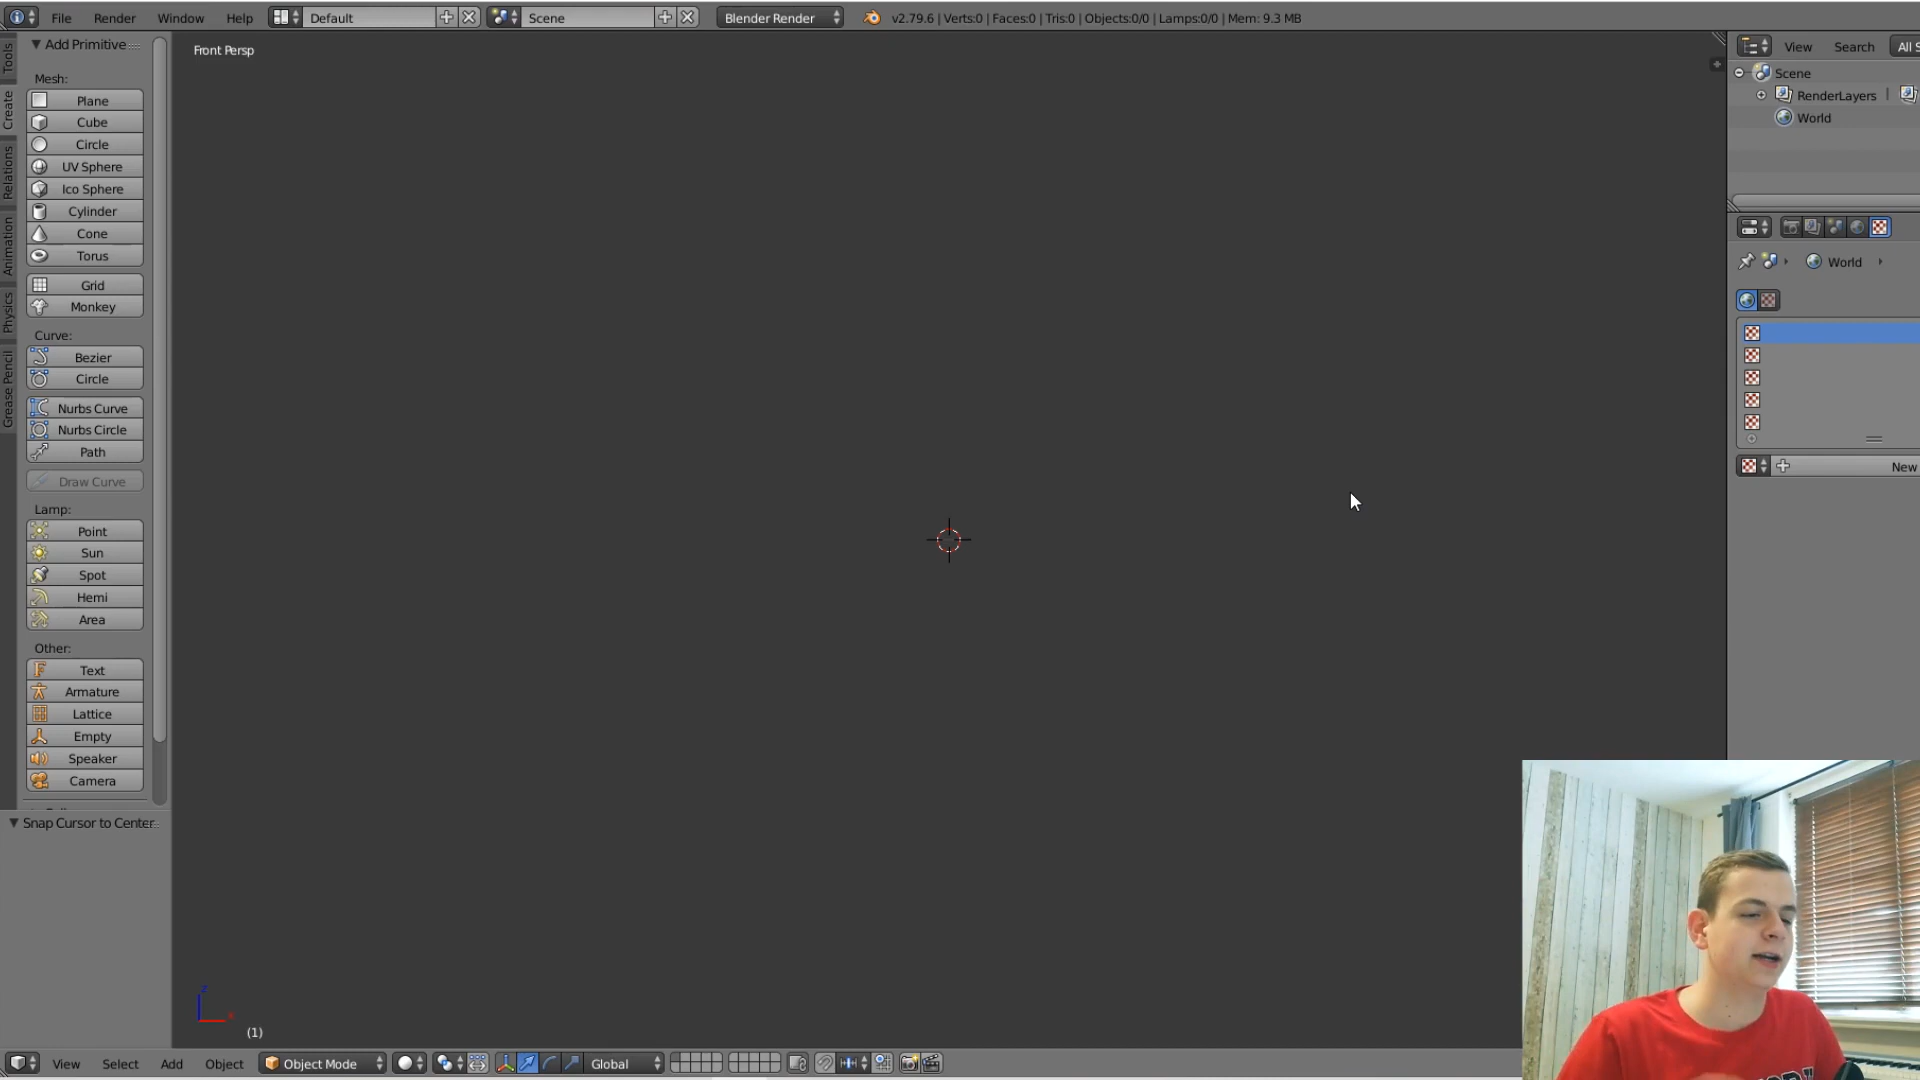 File Render Window Help Default Scene Blender Render v2.79.6 | Verts:0 | Faces:0 | Tris:0 | Objects:0/0 | Lamps:0/0 | Mem: 9.3 MB
Tools
Create
Relations
Animation
Physics
Grease Pencil
Add Primitive
Mesh:
Plane
Cube
Circle
UV Sphere
Ico Sphere
Cylinder
Cone
Torus
Grid
Monkey
Curve:
Bezier
Circle
Nurbs Curve
Nurbs Circle
Path
Draw Curve
Lamp:
Point
Sun
Spot
Hemi
Area
Other:
Text
Armature
Lattice
Empty
Speaker
Camera
Snap Cursor to Center
Front Persp
z
x
(1)
View Search All S
Scene
RenderLayers |
World
World
New
View Select Add Object Object Mode Global